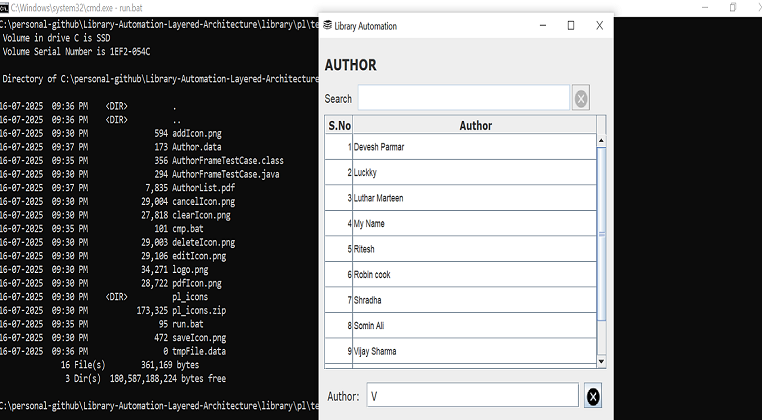 C:\Windows\system32\cmd.exe - run.bat
C:\personal-github\Library-Automation-Layered-Architecture\library\pl\te
Volume in drive C is SSD
Volume Serial Number is 1EF2-054C
Directory of C:\personal-github\Library-Automation-Layered-Architecture
16-07-2025 09:36 PM <DIR> .
16-07-2025 09:36 PM <DIR> ..
16-07-2025 09:30 PM 594 addIcon.png
16-07-2025 09:37 PM 173 Author.data
16-07-2025 09:35 PM 356 AuthorFrameTestCase.class
16-07-2025 09:30 PM 294 AuthorFrameTestCase.java
16-07-2025 09:37 PM 7,835 AuthorList.pdf
16-07-2025 09:30 PM 29,004 cancelIcon.png
16-07-2025 09:30 PM 27,818 clearIcon.png
16-07-2025 09:35 PM 101 cmp.bat
16-07-2025 09:30 PM 29,003 deleteIcon.png
16-07-2025 09:30 PM 29,106 editIcon.png
16-07-2025 09:30 PM 34,271 logo.png
16-07-2025 09:30 PM 28,722 pdfIcon.png
16-07-2025 09:30 PM <DIR> pl_icons
16-07-2025 09:30 PM 173,325 pl_icons.zip
16-07-2025 09:35 PM 95 run.bat
16-07-2025 09:30 PM 472 saveIcon.png
16-07-2025 09:36 PM 0 tmpFile.data
16 File(s) 361,169 bytes
3 Dir(s) 180,587,188,224 bytes free
C:\personal-github\Library-Automation-Layered-Architecture\library\pl\te
Library Automation
AUTHOR
Search
S.No Author
1 Devesh Parmar
2 Luckky
3 Luthar Marteen
4 My Name
5 Ritesh
6 Robin cook
7 Shradha
8 Somin Ali
9 Vijay Sharma
Author: V